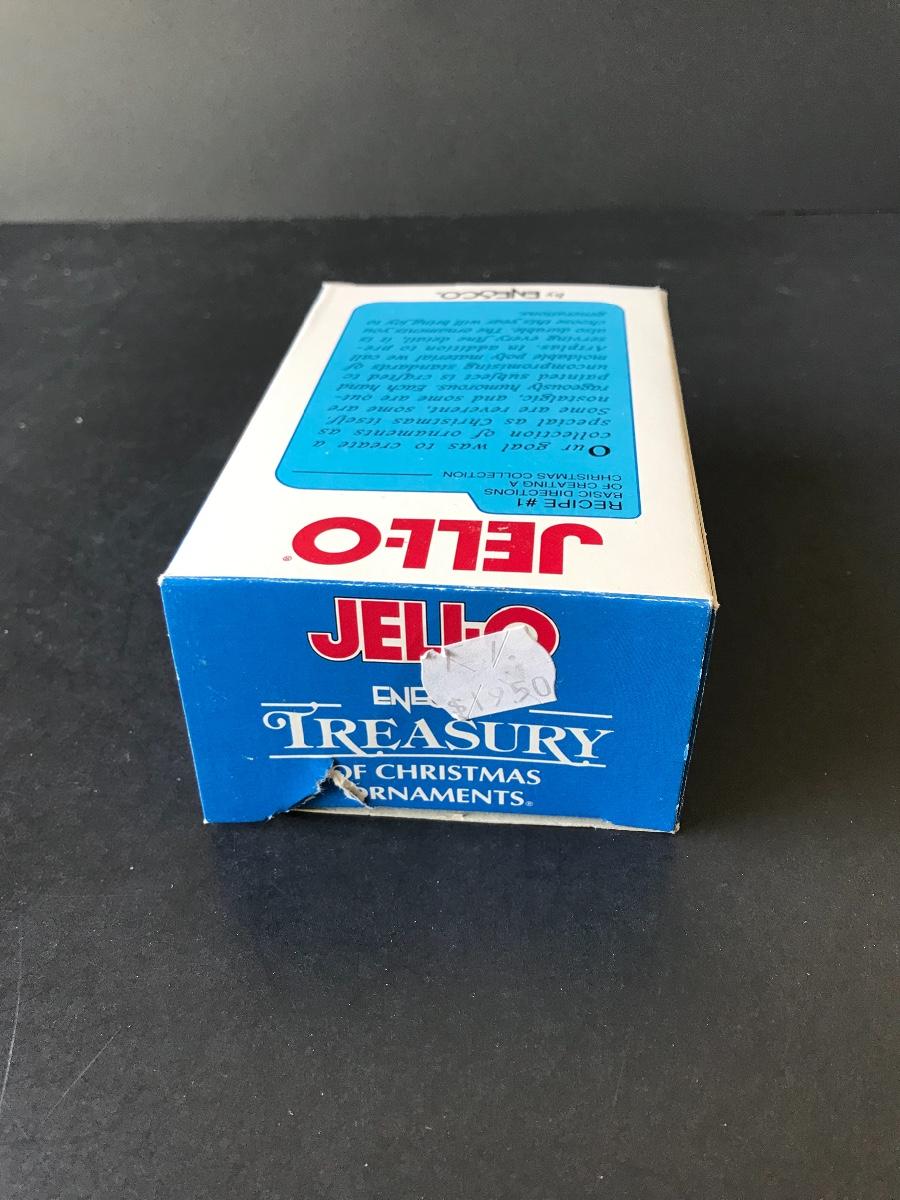 JELL-O®
RECIPE #1
BASIC DIRECTIONS
OF CREATING A
CHRISTMAS COLLECTION
Our goal was to create a
collection of ornaments as
special as Christmas itself.
Some are reverent, some are
nostalgic, and some are out-
rageously humorous. Each hand
painted subject is crafted to
uncompromising standards of
moldable poly material we call
Artplas. In addition to pre-
serving every fine detail, it is
also durable. The ornaments you
choose this year will bring joy to
generations.
by ENESCO
JELL-O
$19.50
TREASURY
OF CHRISTMAS
ORNAMENTS®